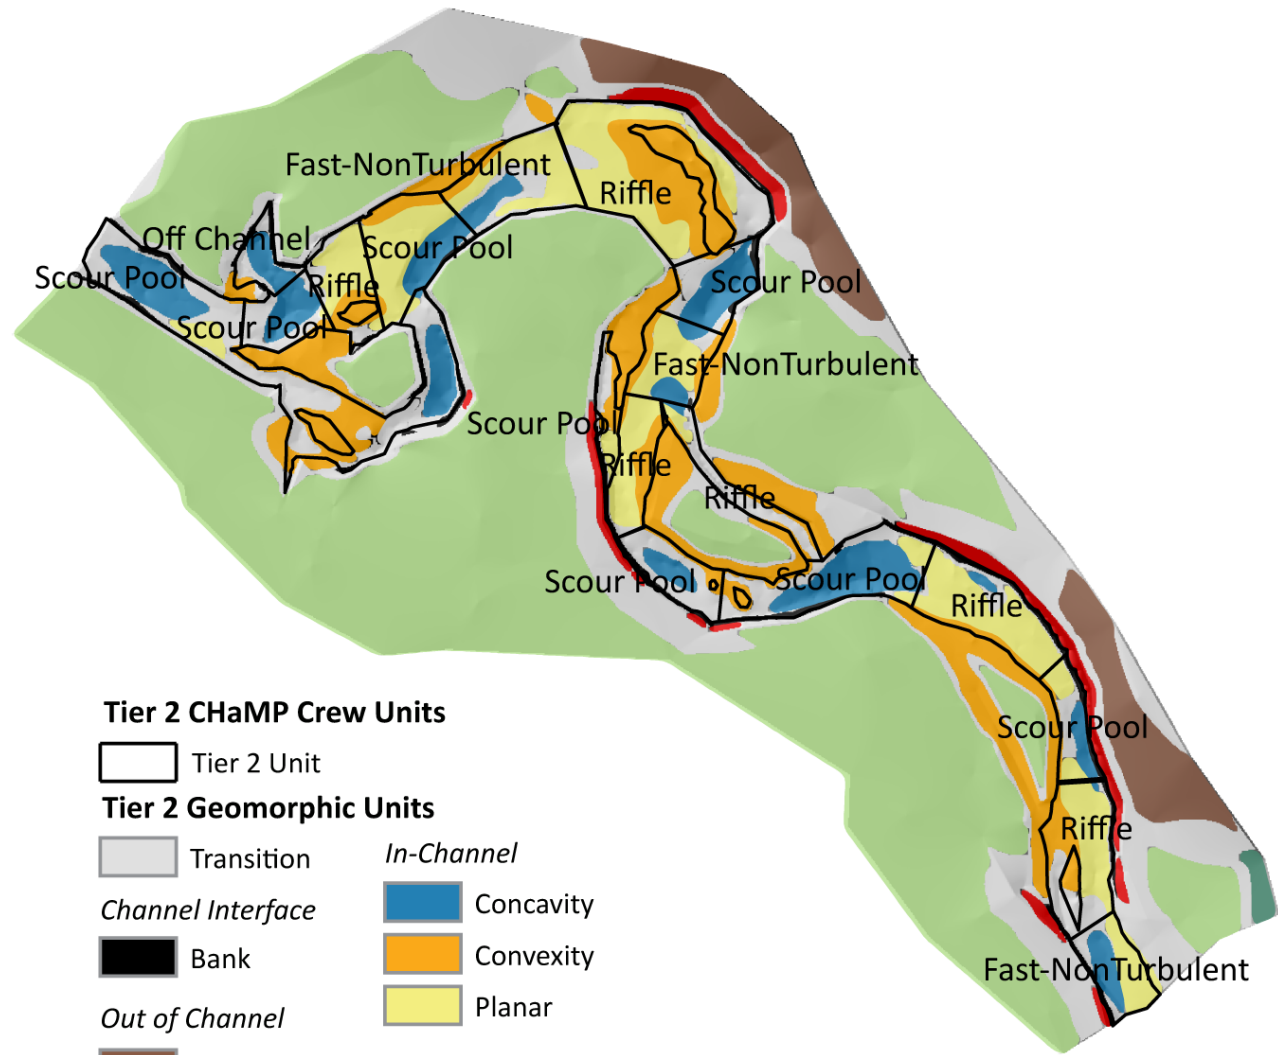 Fast-NonTurbulent
Riffle
Off Channel
Scour Pool
Scour Pool
Riffle
Scour Pool
Scour Pool
Fast-NonTurbulent
Scour Pool
Riffle
Riffle
Scour Pool
Scour Pool
Riffle
Scour Pool
Riffle
Fast-NonTurbulent
Tier 2 CHaMP Crew Units
Tier 2 Unit
Tier 2 Geomorphic Units
Transition
Channel Interface
Bank
Out of Channel
In-Channel
Concavity
Convexity
Planar